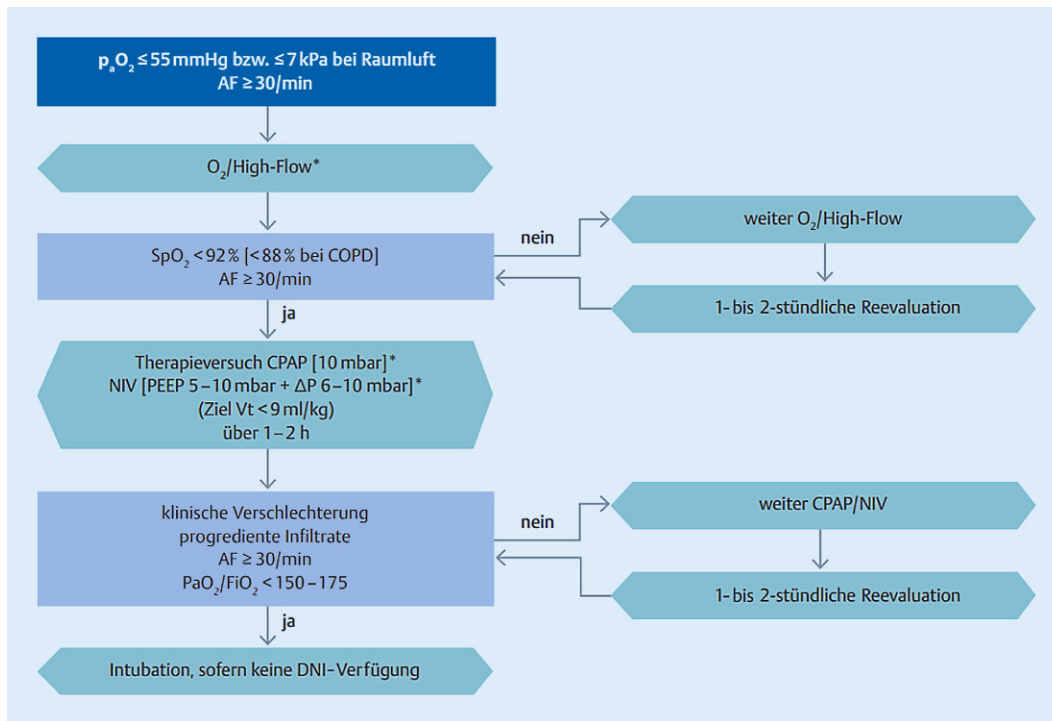 pₐO₂ ≤ 55 mmHg bzw. ≤ 7 kPa bei Raumluft
AF ≥ 30/min
O₂/High-Flow*
SpO₂ < 92 % [< 88 % bei COPD]
AF ≥ 30/min
nein
weiter O₂/High-Flow
1- bis 2-stündliche Reevaluation
ja
Therapieversuch CPAP [10 mbar]*
NIV [PEEP 5–10 mbar + ΔP 6–10 mbar]*
(Ziel Vt < 9 ml/kg)
über 1–2 h
klinische Verschlechterung
progrediente Infiltrate
AF ≥ 30/min
PaO₂/FiO₂ < 150–175
nein
weiter CPAP/NIV
1- bis 2-stündliche Reevaluation
ja
Intubation, sofern keine DNI-Verfügung